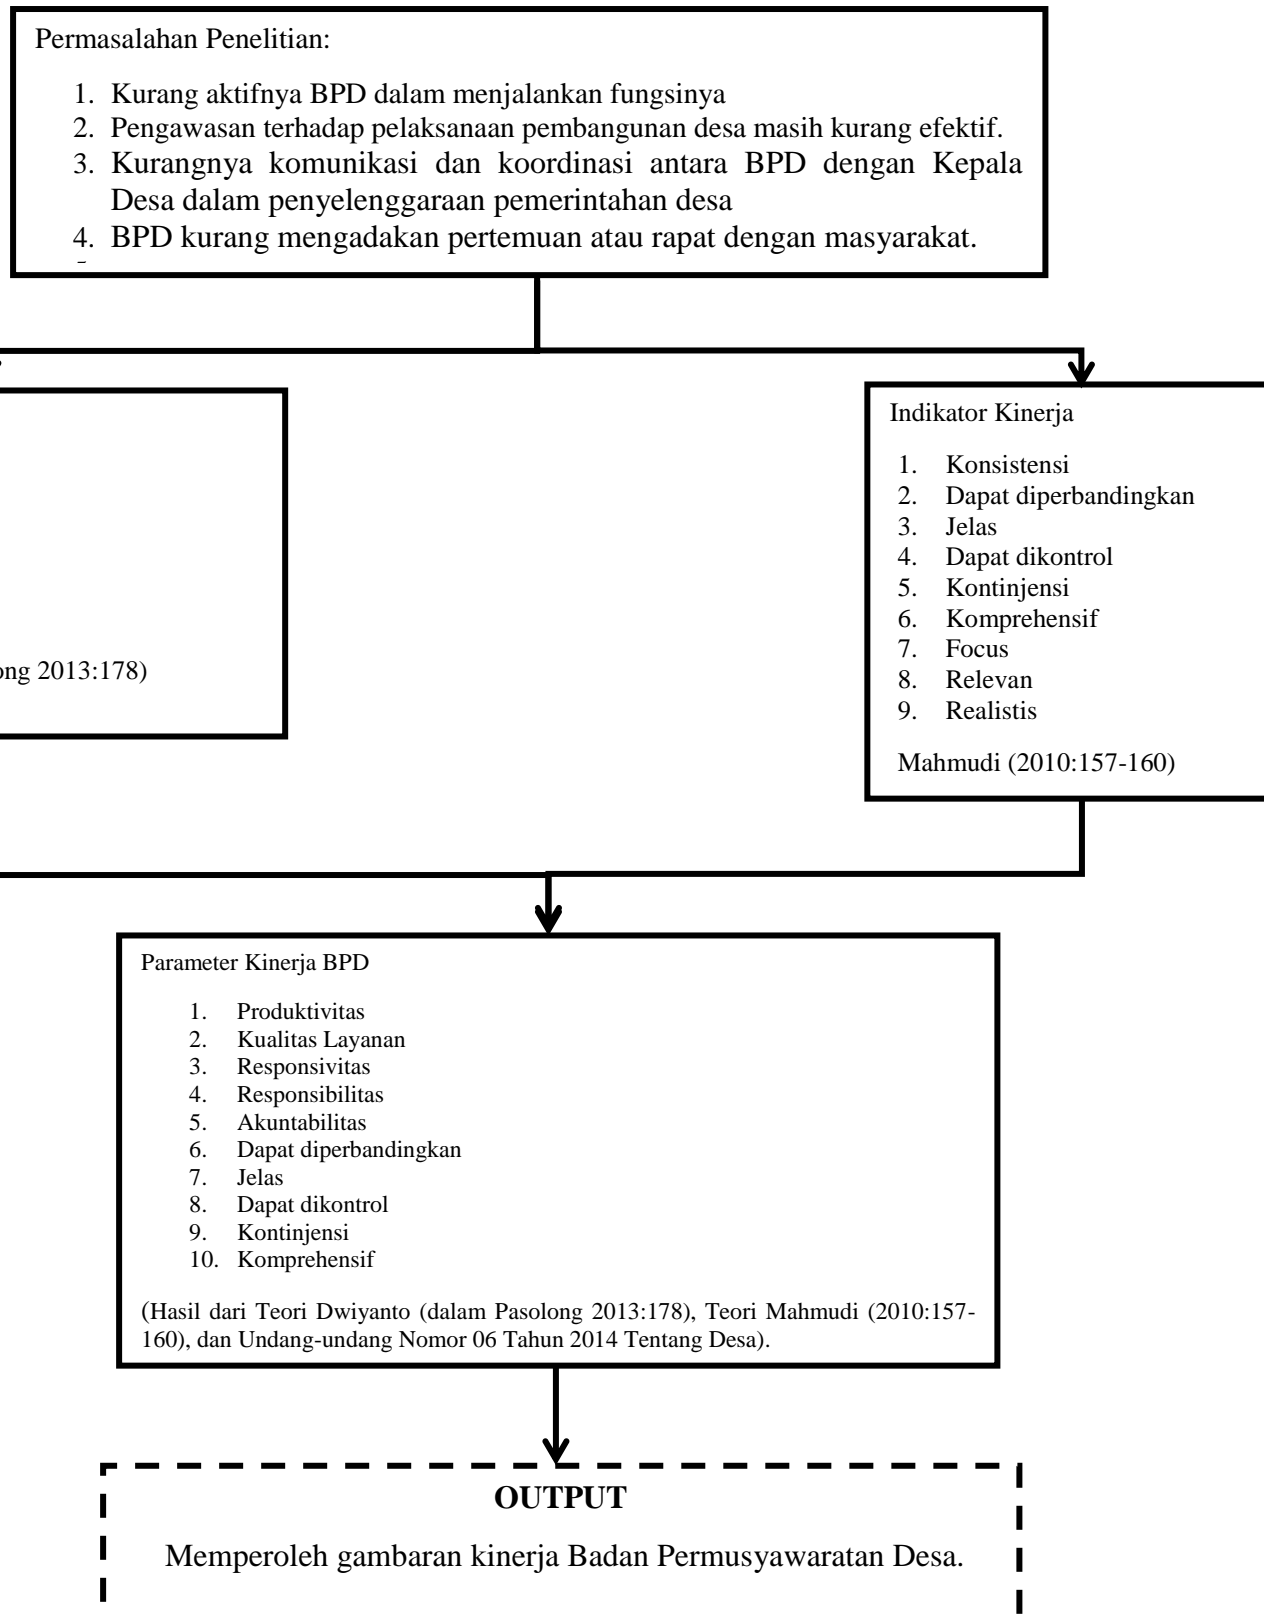 Permasalahan Penelitian:
1. Kurang aktifnya BPD dalam menjalankan fungsinya
2. Pengawasan terhadap pelaksanaan pembangunan desa masih kurang efektif.
3. Kurangnya komunikasi dan koordinasi antara BPD dengan Kepala
Desa dalam penyelenggaraan pemerintahan desa
4. BPD kurang mengadakan pertemuan atau rapat dengan masyarakat.
2013:178)
Indikator Kinerja
1. Konsistensi
2. Dapat diperbandingkan
3. Jelas
4. Dapat dikontrol
5. Kontinjensi
6. Komprehensif
7. Focus
8. Relevan
9. Realistis
Mahmudi (2010:157-160)
Parameter Kinerja BPD
1. Produktivitas
2. Kualitas Layanan
3. Responsivitas
4. Responsibilitas
5. Akuntabilitas
6. Dapat diperbandingkan
7. Jelas
8. Dapat dikontrol
9. Kontinjensi
10. Komprehensif
(Hasil dari Teori Dwiyanto (dalam Pasolong 2013:178), Teori Mahmudi (2010:157-
160), dan Undang-undang Nomor 06 Tahun 2014 Tentang Desa).
OUTPUT
Memperoleh gambaran kinerja Badan Permusyawaratan Desa.